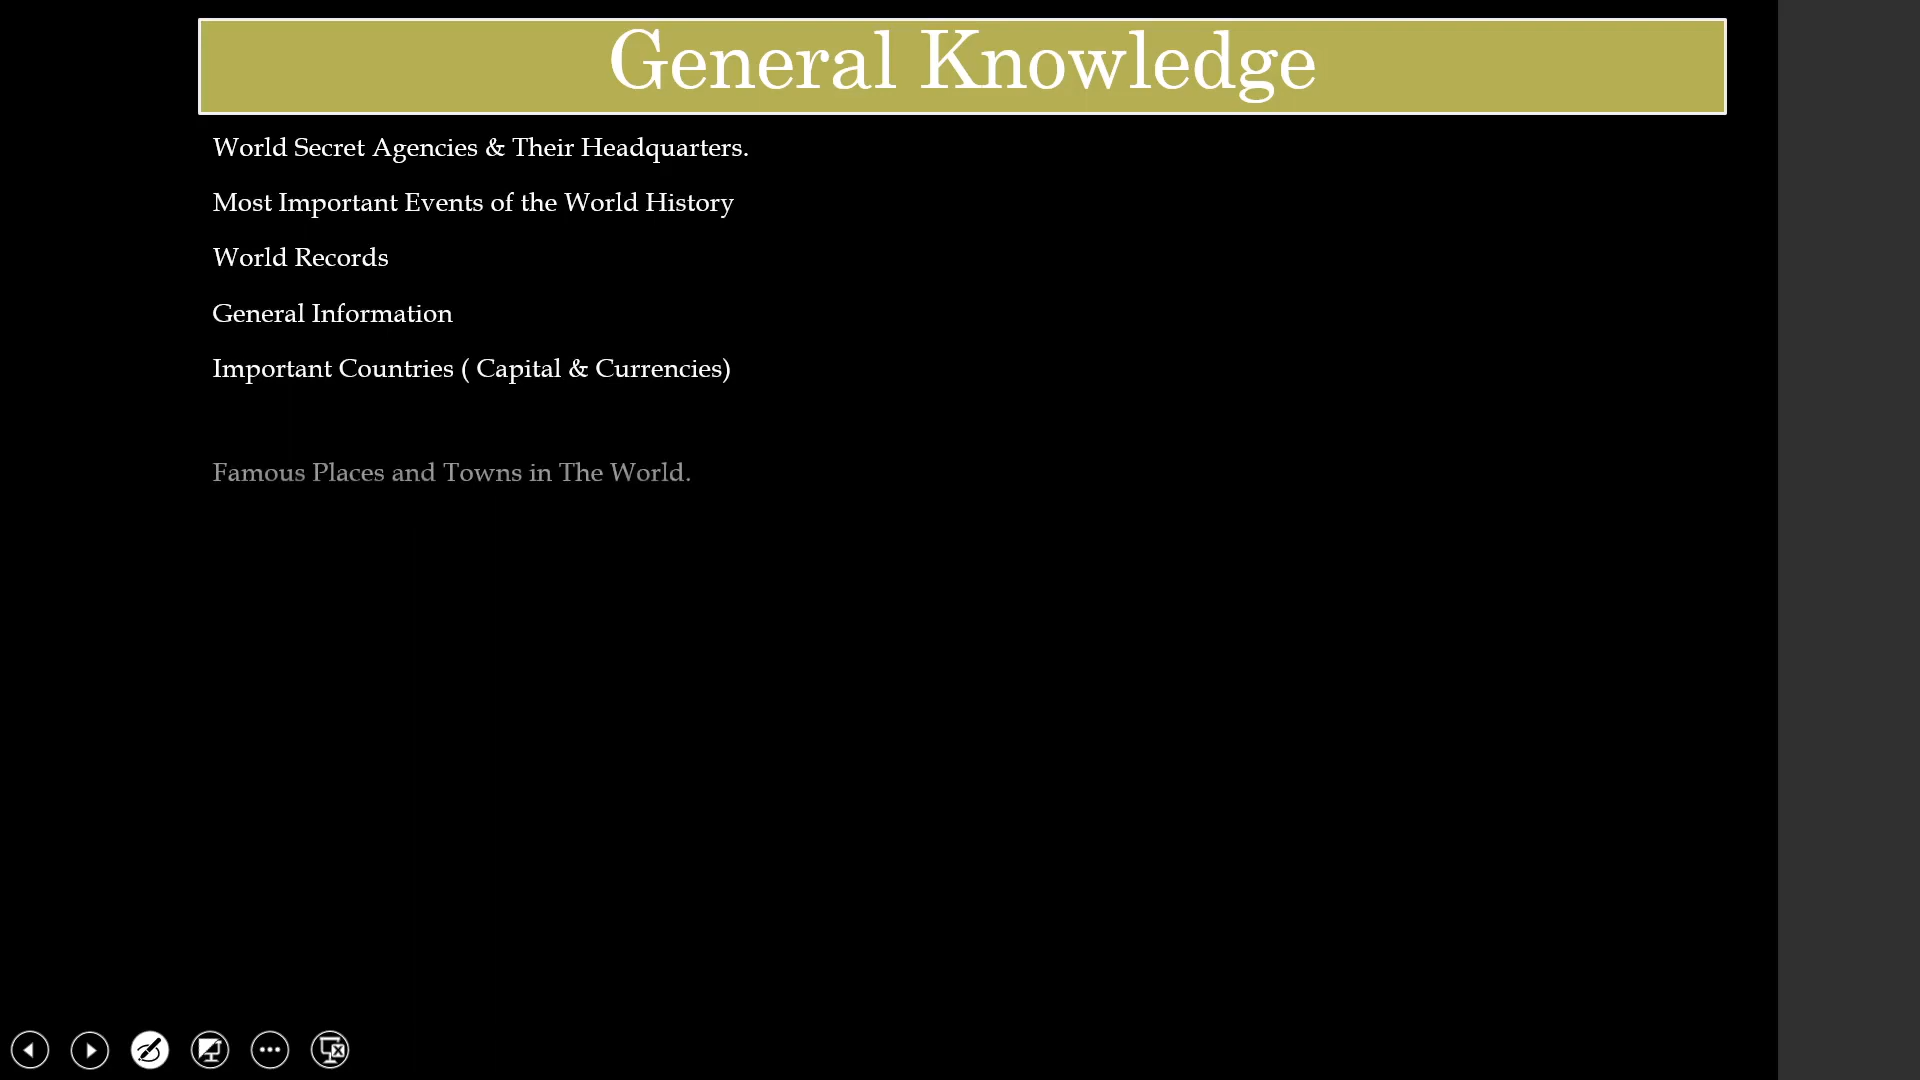 General Knowledge
World Secret Agencies & Their Headquarters.
Most Important Events of the World History
World Records
General Information
Important Countries ( Capital & Currencies)
Famous Places and Towns in The World.